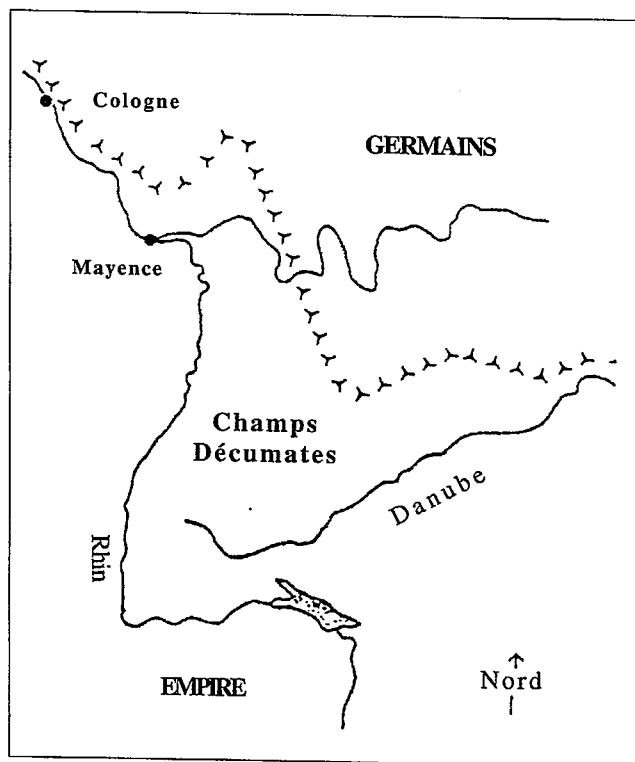 Cologne
GERMAINS
Mayence
Champs
Décumates
Danube
Rhin
EMPIRE
Nord